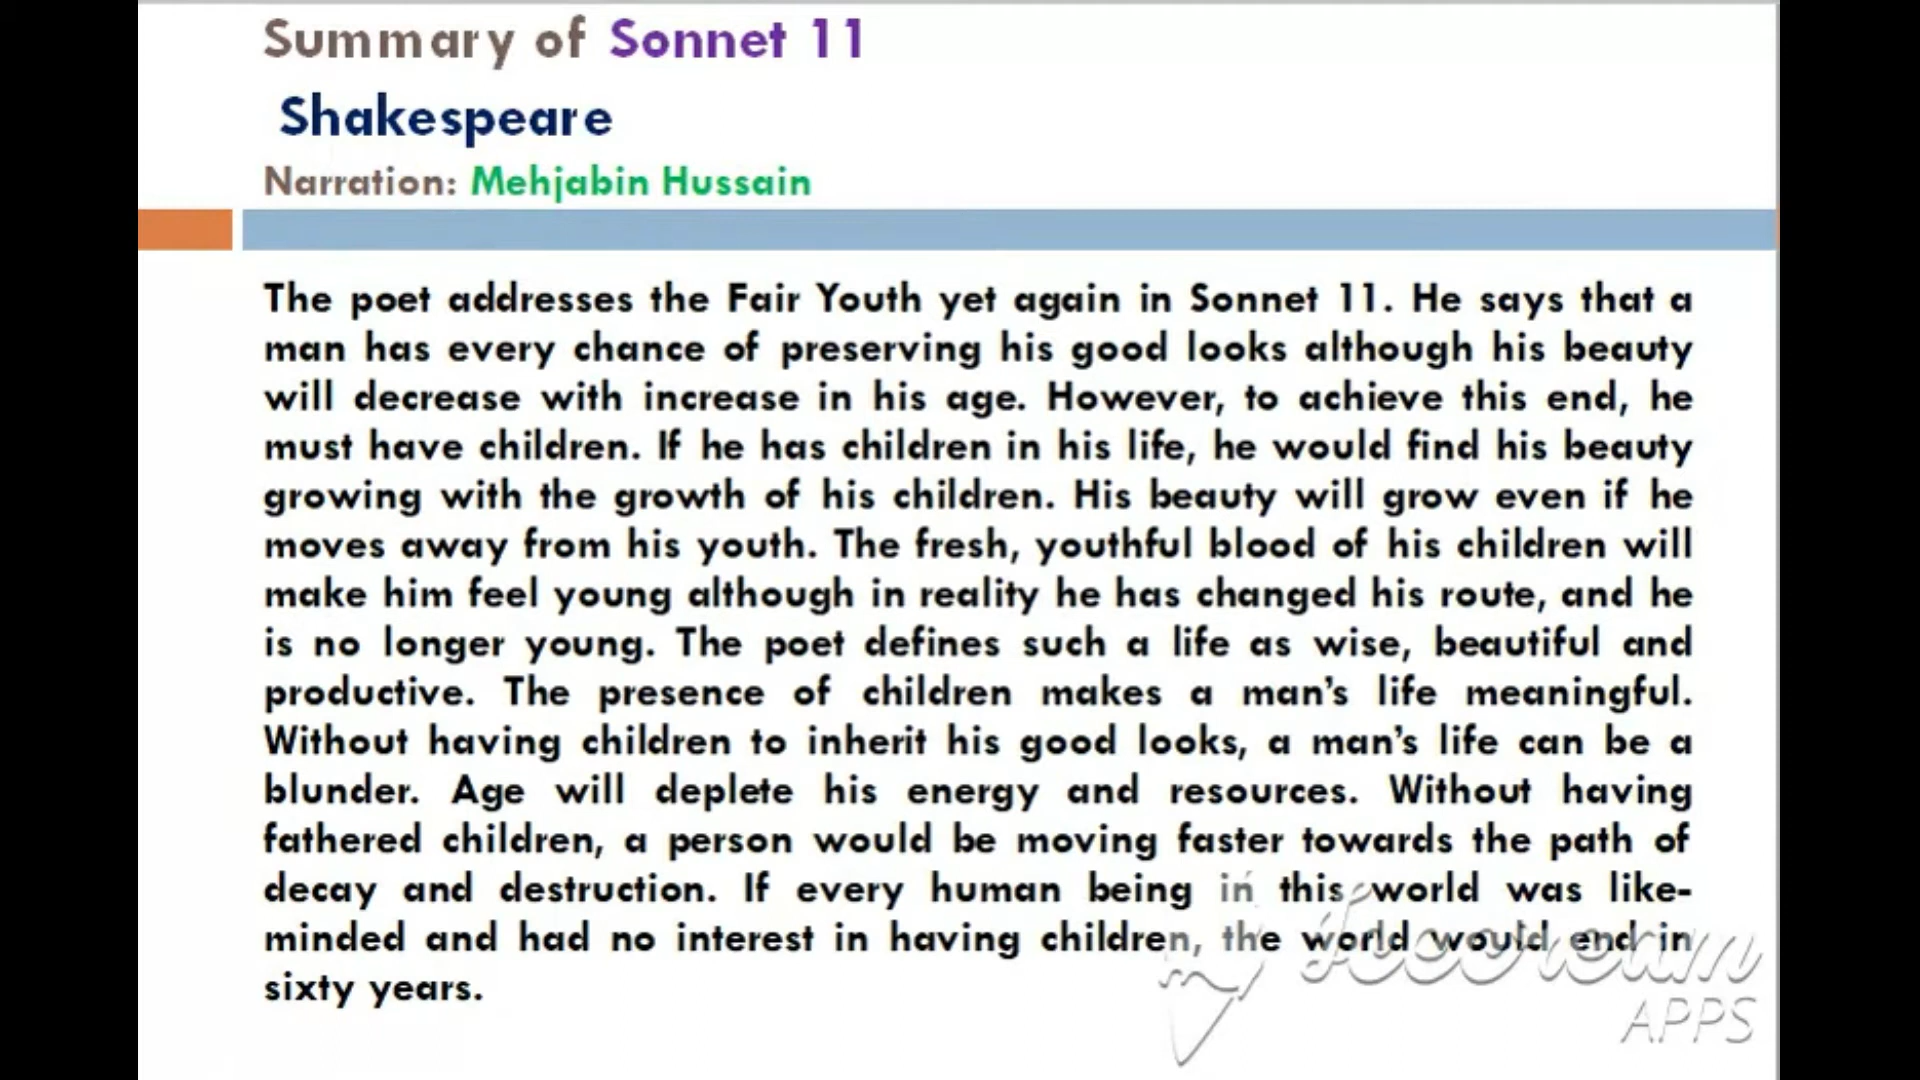 Summary of Sonnet 11
Shakespeare
Narration: Mehjabin Hussain
The poet addresses the Fair Youth yet again in Sonnet 11. He says that a
man has every chance of preserving his good looks although his beauty
will decrease with increase in his age. However, to achieve this end, he
must have children. If he has children in his life, he would find his beauty
growing with the growth of his children. His beauty will grow even if he
moves away from his youth. The fresh, youthful blood of his children will
make him feel young although in reality he has changed his route, and he
is no longer young. The poet defines such a life as wise, beautiful and
productive. The presence of children makes a man's life meaningful.
Without having children to inherit his good looks, a man's life can be a
blunder. Age will deplete his energy and resources. Without having
fathered children, a person would be moving faster towards the path of
decay and destruction. If every human being in this world was like-
minded and had no interest in having children, the world would end in
sixty years.
Icecream
APPS